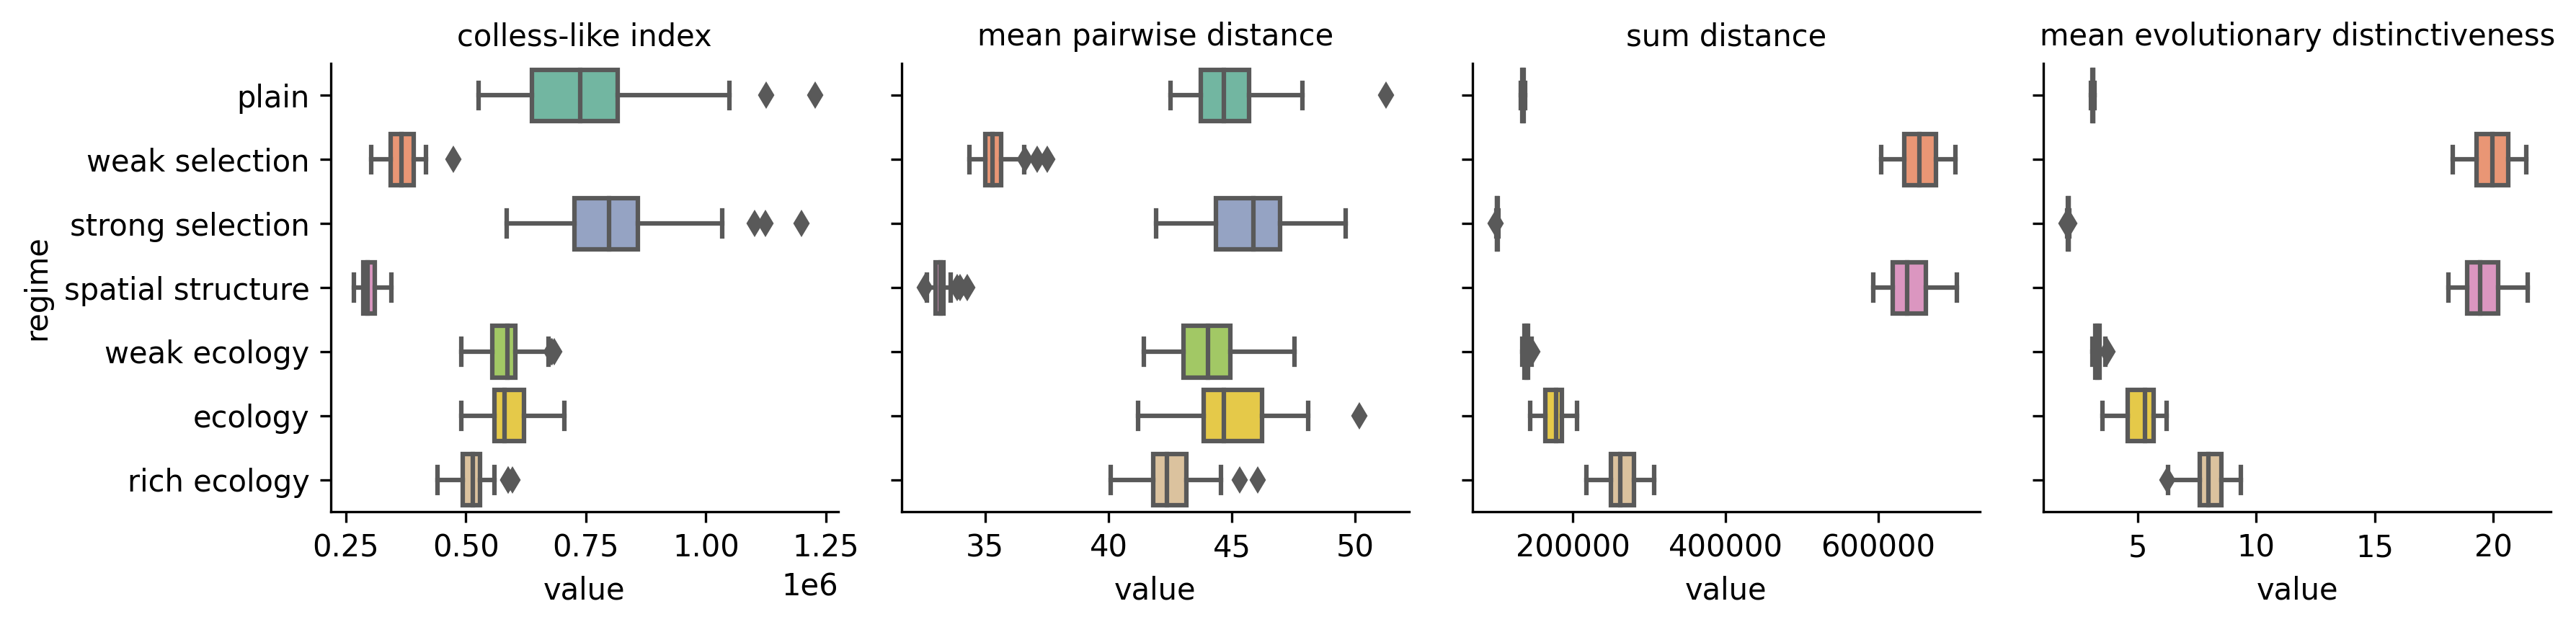 colless-like index
mean pairwise distance
sum distance
mean evolutionary distinctiveness
regime
plain
weak selection
strong selection
spatial structure
weak ecology
ecology
rich ecology
0.25 0.50 0.75 1.00 1.25
1e6
value
35 40 45 50
value
200000 400000 600000
value
5 10 15 20
value